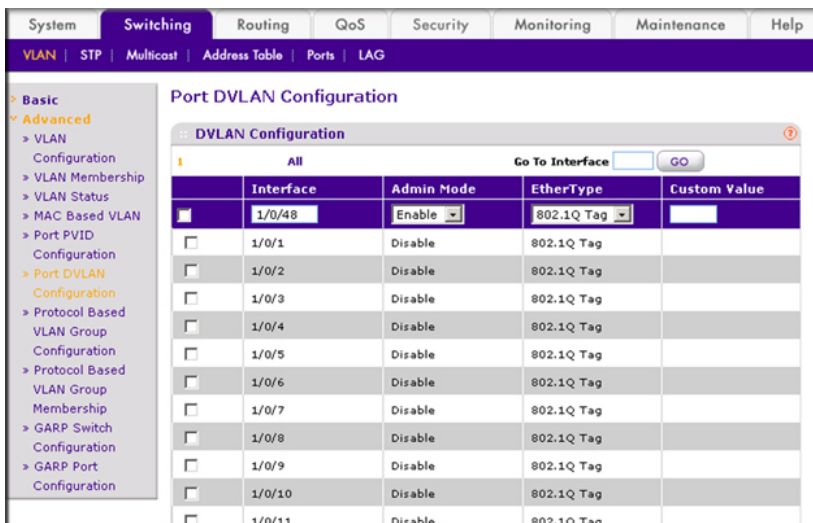 System Switching Routing QoS Security Monitoring Maintenance Help
VLAN | STP | Multicast | Address Table | Ports | LAG
Basic
Advanced
» VLAN
Configuration
» VLAN Membership
» VLAN Status
» MAC Based VLAN
» Port PVID
Configuration
» Port DVLAN
Configuration
» Protocol Based
VLAN Group
Configuration
» Protocol Based
VLAN Group
Membership
» GARP Switch
Configuration
» GARP Port
Configuration
Port DVLAN Configuration
DVLAN Configuration ?
1 All Go To Interface GO
Interface Admin Mode EtherType Custom Value
1/0/48 Enable 802.1Q Tag
1/0/1 Disable 802.1Q Tag
1/0/2 Disable 802.1Q Tag
1/0/3 Disable 802.1Q Tag
1/0/4 Disable 802.1Q Tag
1/0/5 Disable 802.1Q Tag
1/0/6 Disable 802.1Q Tag
1/0/7 Disable 802.1Q Tag
1/0/8 Disable 802.1Q Tag
1/0/9 Disable 802.1Q Tag
1/0/10 Disable 802.1Q Tag
1/0/11 Disable 802.1Q Tag